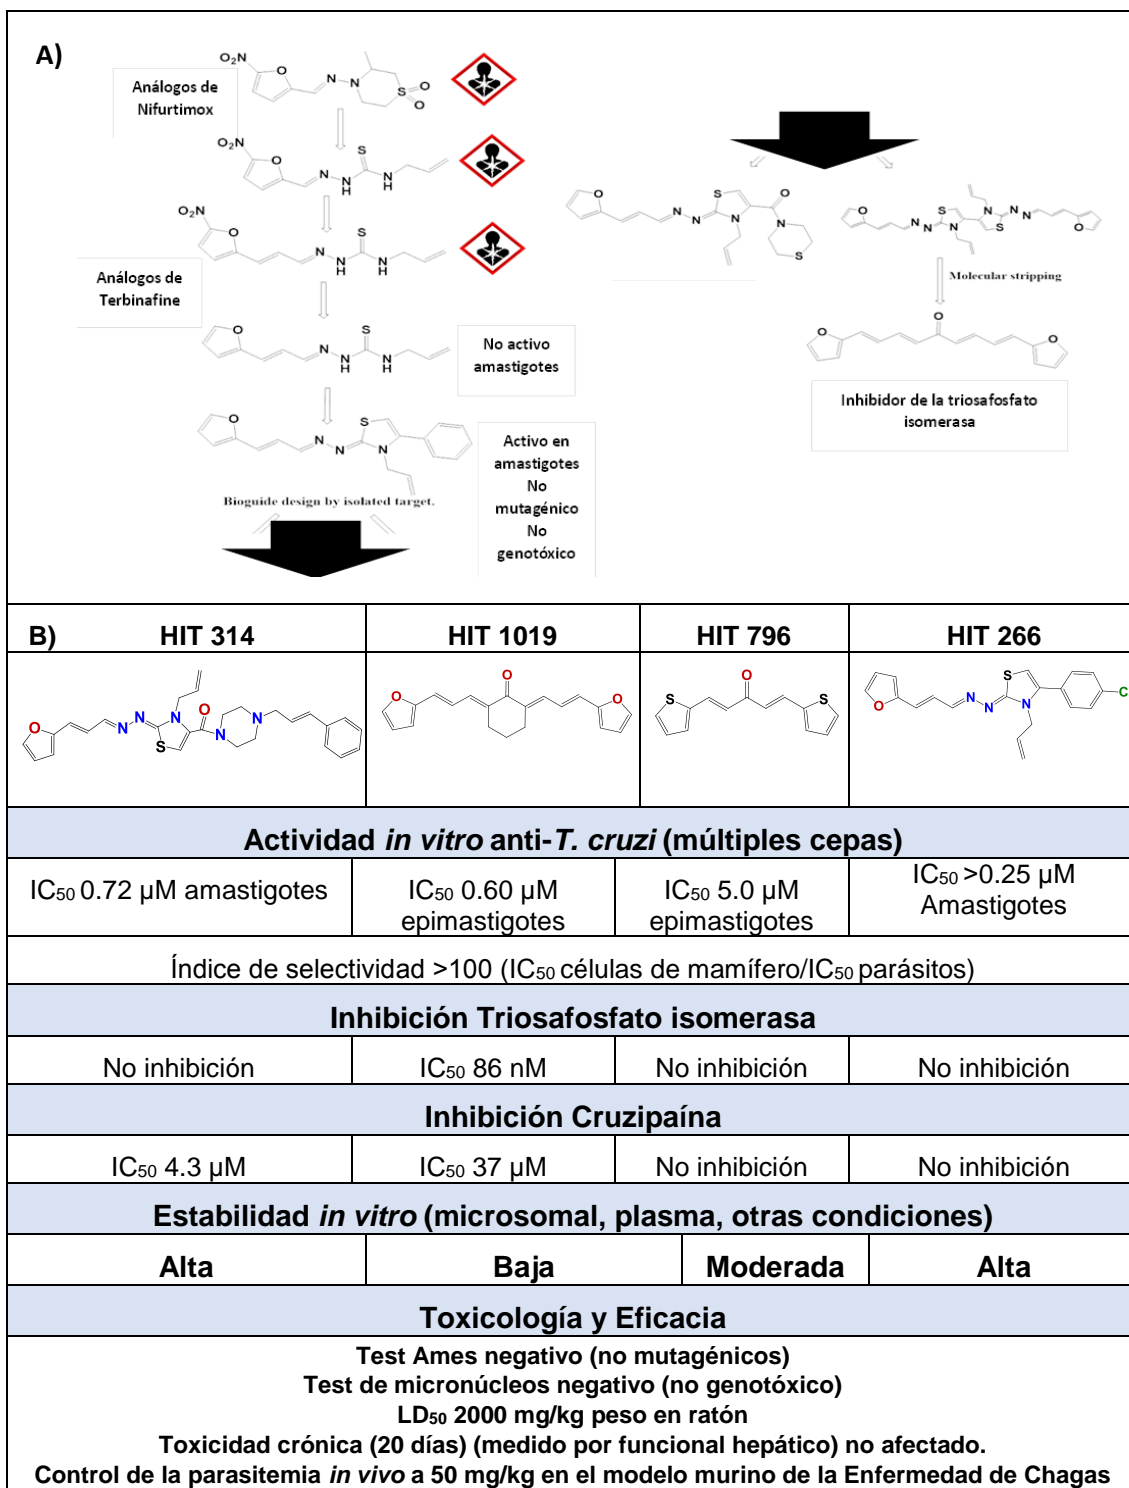 A)
Análogos de
Nifurtimox
Análogos de
Terbinafine
No activo
amastigotes
Activo en
amastigotes
No
mutagénico
No
genotóxico
Bioguide design by isolated target.
Molecular stripping
Inhibidor de la triosafosfato
isomerasa
B) HIT 314 HIT 1019 HIT 796 HIT 266
Actividad in vitro anti-T. cruzi (múltiples cepas)
IC50 0.72 µM amastigotes
IC50 0.60 µM
epimastigotes
IC50 5.0 µM
epimastigotes
IC50 >0.25 µM
Amastigotes
Índice de selectividad >100 (IC50 células de mamífero/IC50 parásitos)
Inhibición Triosafosfato isomerasa
No inhibición IC50 86 nM No inhibición No inhibición
Inhibición Cruzipaína
IC50 4.3 µM IC50 37 µM No inhibición No inhibición
Estabilidad in vitro (microsomal, plasma, otras condiciones)
Alta Baja Moderada Alta
Toxicología y Eficacia
Test Ames negativo (no mutagénicos)
Test de micronúcleos negativo (no genotóxico)
LD50 2000 mg/kg peso en ratón
Toxicidad crónica (20 días) (medido por funcional hepático) no afectado.
Control de la parasitemia in vivo a 50 mg/kg en el modelo murino de la Enfermedad de Chagas